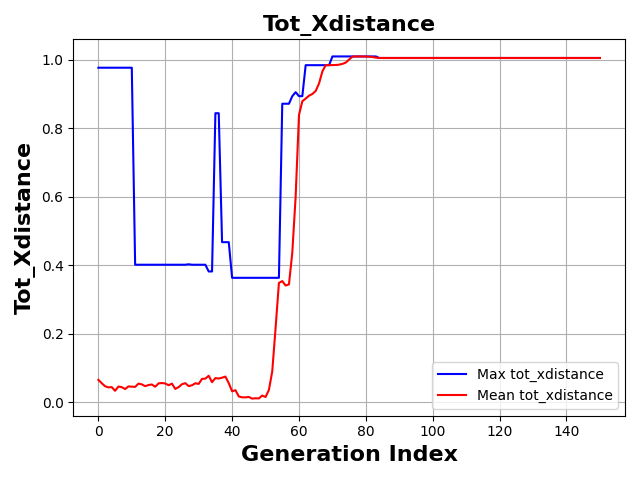 Tot_Xdistance
Tot_Xdistance
1.0
0.8
0.6
0.4
0.2
0.0
Max tot_xdistance
Mean tot_xdistance
0 20 40 60 80 100 120 140
Generation Index